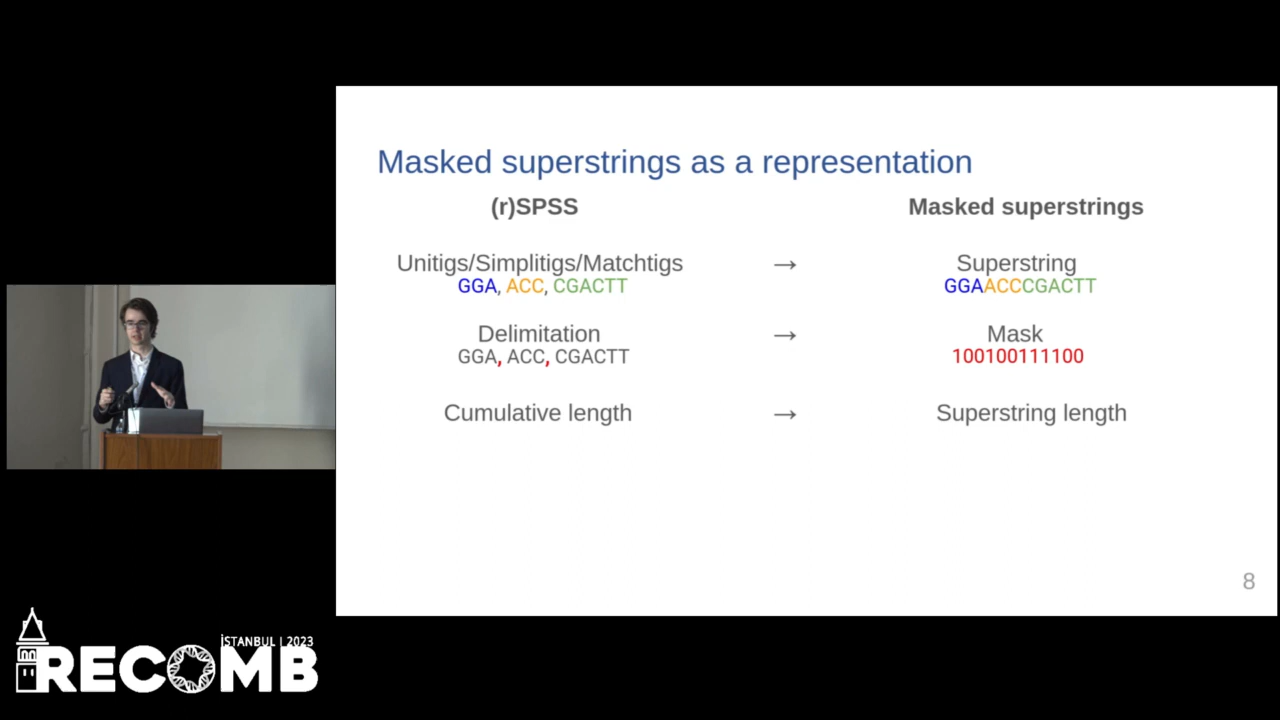 Masked superstrings as a representation
(r)SPSS
Masked superstrings
Unitigs/Simplitigs/Matchtigs → Superstring
GGA, ACC, CGACTT
GGAACCCGACTT
Delimitation → Mask
GGA, ACC, CGACTT
100100111100
Cumulative length → Superstring length
8
İSTANBUL | 2023
RECOMB